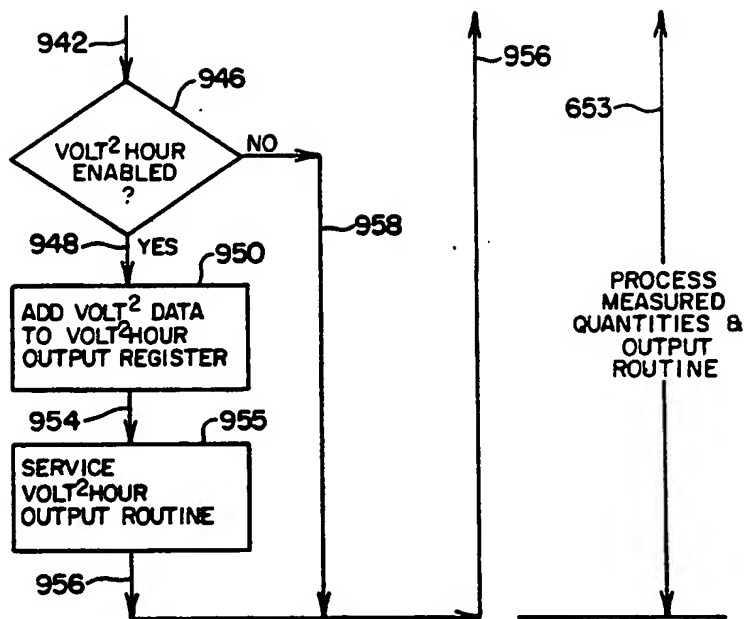 942
946
956
653
VOLT² HOUR
ENABLED
?
NO
958
948
YES
950
ADD VOLT² DATA
TO VOLT²HOUR
OUTPUT REGISTER
PROCESS
MEASURED
QUANTITIES &
OUTPUT
ROUTINE
954
955
SERVICE
VOLT²HOUR
OUTPUT ROUTINE
956